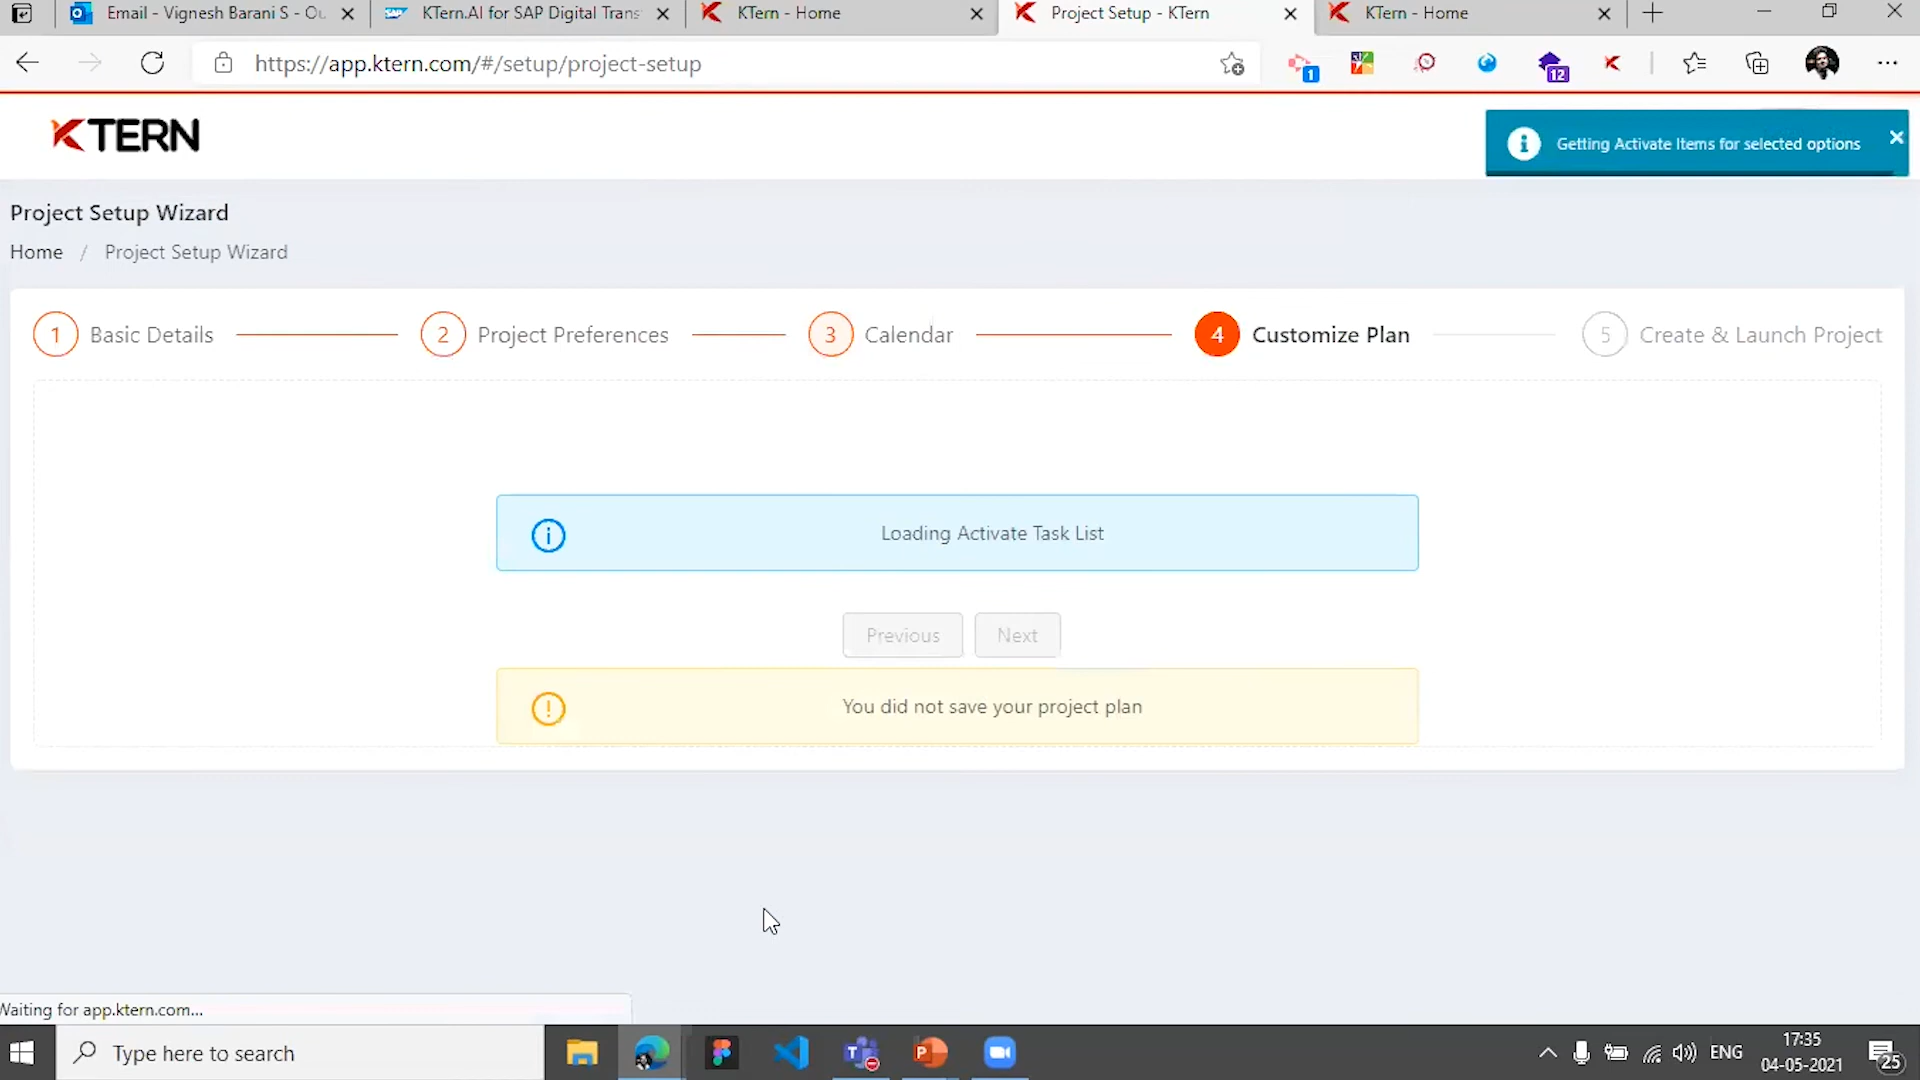 Email - Vignesh Barani S - Ou
KTern.AI for SAP Digital Trans
KTern - Home
Project Setup - KTern
KTern - Home
https://app.ktern.com/#/setup/project-setup
1
12
KTERN
Getting Activate Items for selected options
Project Setup Wizard
Home / Project Setup Wizard
1 Basic Details
2 Project Preferences
3 Calendar
4 Customize Plan
5 Create & Launch Project
Loading Activate Task List
Previous
Next
You did not save your project plan
Waiting for app.ktern.com...
Type here to search
ENG
17:35
04-05-2021
25